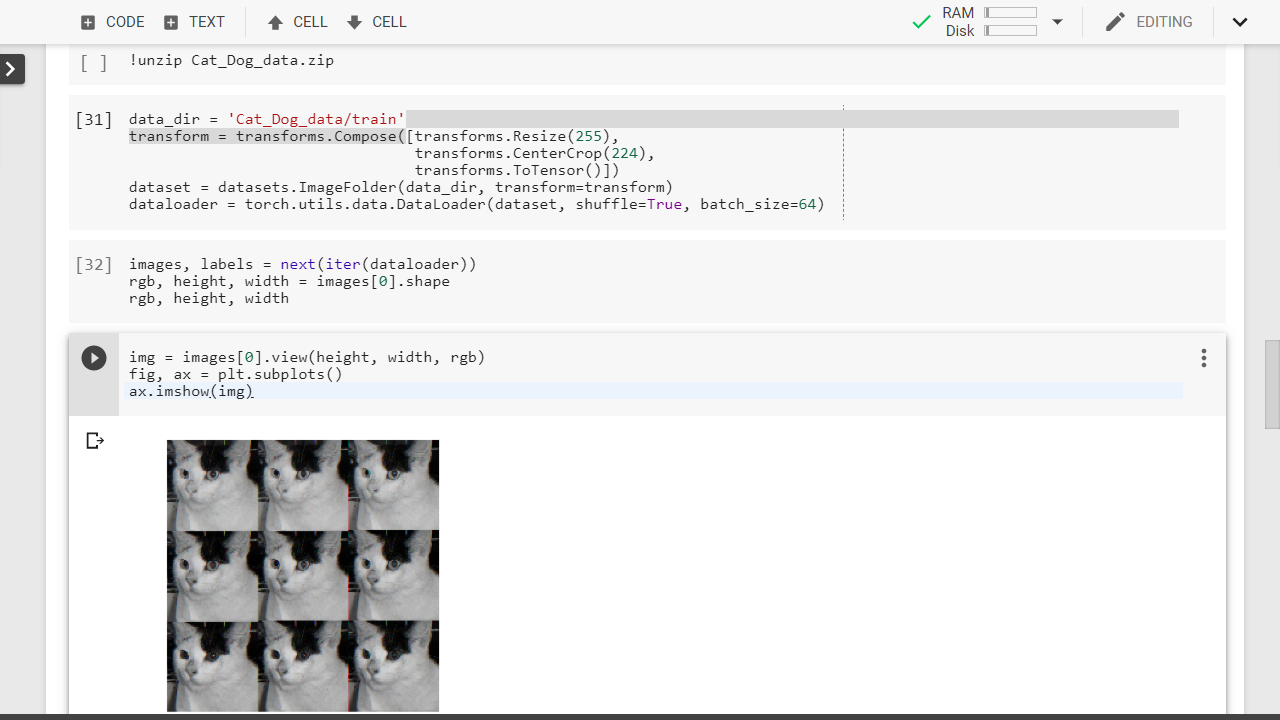 CODE TEXT CELL CELL RAM Disk EDITING
[ ] !unzip Cat_Dog_data.zip
[31] data_dir = 'Cat_Dog_data/train'
transform = transforms.Compose([transforms.Resize(255),
transforms.CenterCrop(224),
transforms.ToTensor()])
dataset = datasets.ImageFolder(data_dir, transform=transform)
dataloader = torch.utils.data.DataLoader(dataset, shuffle=True, batch_size=64)
[32] images, labels = next(iter(dataloader))
rgb, height, width = images[0].shape
rgb, height, width
img = images[0].view(height, width, rgb)
fig, ax = plt.subplots()
ax.imshow(img)